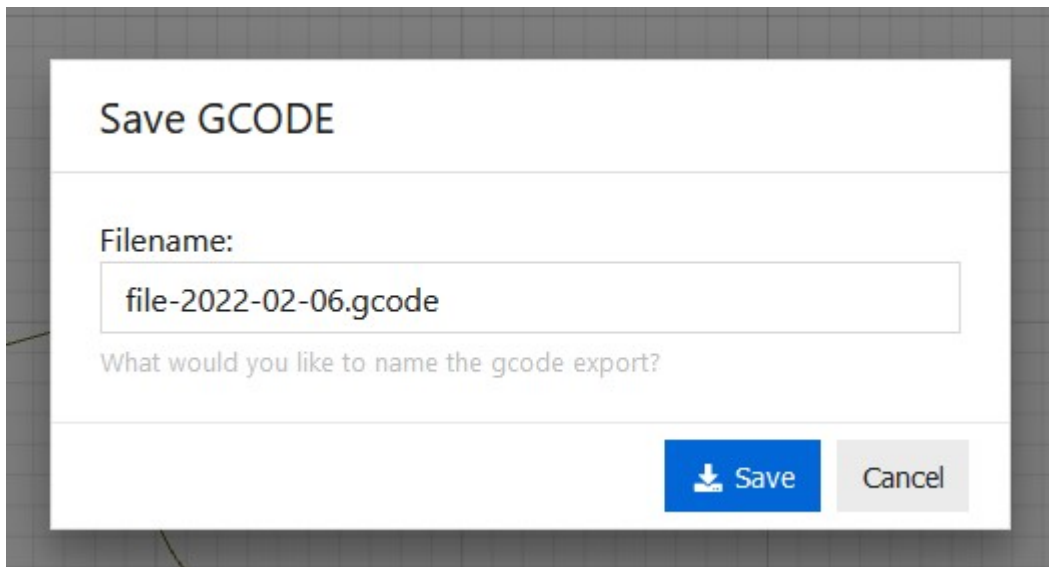 Save GCODE
Filename:
file-2022-02-06.gcode
What would you like to name the gcode export?
Save Cancel